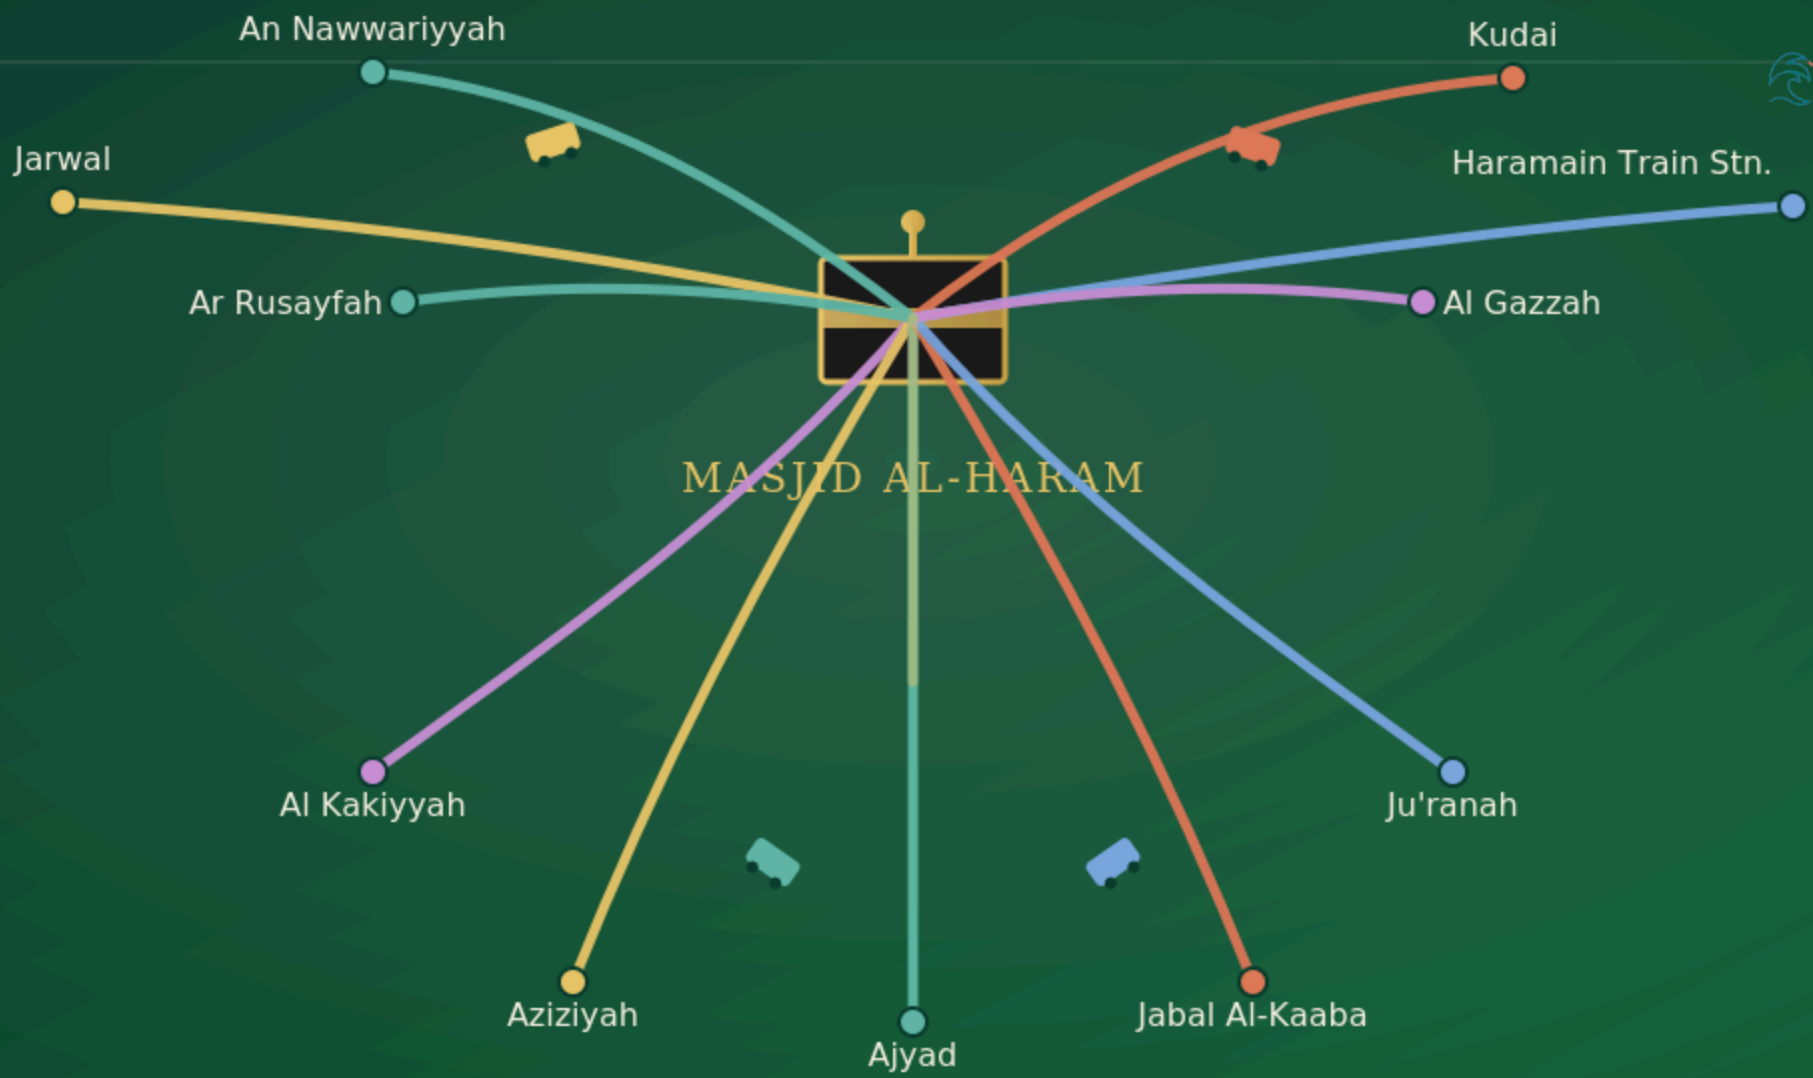 An Nawwariyyah
Kudai
Jarwal
Haramain Train Stn.
Ar Rusayfah
Al Gazzah
MASJID AL-HARAM
Al Kakiyyah
Ju'ranah
Aziziyah
Jabal Al-Kaaba
Ajyad